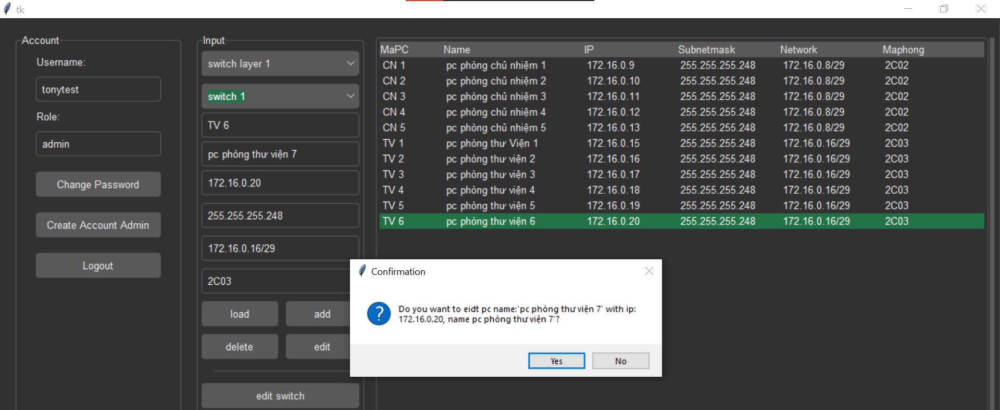 tk
Account
Username:
tonytest
Role:
admin
Change Password
Create Account Admin
Logout
Input
switch layer 1
switch 1
TV 6
pc phòng thư viện 7
172.16.0.20
255.255.255.248
172.16.0.16/29
2C03
load add
delete edit
edit switch
MaPC Name IP Subnetmask Network Maphong
CN 1 pc phòng chủ nhiệm 1 172.16.0.9 255.255.255.248 172.16.0.8/29 2C02
CN 2 pc phòng chủ nhiệm 2 172.16.0.10 255.255.255.248 172.16.0.8/29 2C02
CN 3 pc phòng chủ nhiệm 3 172.16.0.11 255.255.255.248 172.16.0.8/29 2C02
CN 4 pc phòng chủ nhiệm 4 172.16.0.12 255.255.255.248 172.16.0.8/29 2C02
CN 5 pc phòng chủ nhiệm 5 172.16.0.13 255.255.255.248 172.16.0.8/29 2C02
TV 1 pc phòng thư Viện 1 172.16.0.15 255.255.255.248 172.16.0.16/29 2C03
TV 2 pc phòng thư viện 2 172.16.0.16 255.255.255.248 172.16.0.16/29 2C03
TV 3 pc phòng thư viện 3 172.16.0.17 255.255.255.248 172.16.0.16/29 2C03
TV 4 pc phòng thư viện 4 172.16.0.18 255.255.255.248 172.16.0.16/29 2C03
TV 5 pc phòng thư viện 5 172.16.0.19 255.255.255.248 172.16.0.16/29 2C03
TV 6 pc phòng thư viện 6 172.16.0.20 255.255.255.248 172.16.0.16/29 2C03
Confirmation
Do you want to eidt pc name:'pc phòng thư viện 7' with ip:
172.16.0.20, name pc phòng thư viện 7'?
Yes No